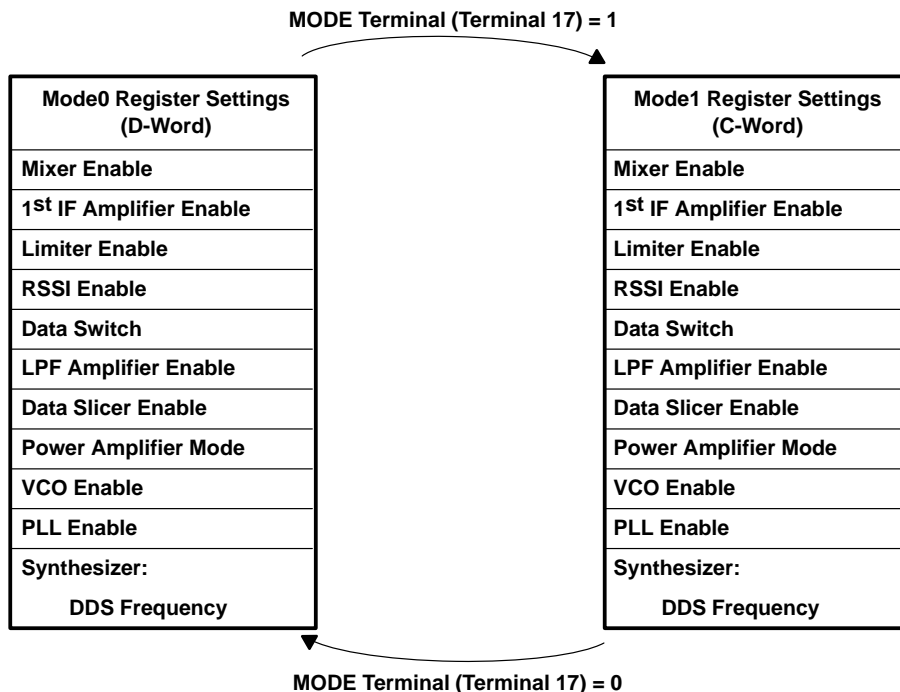 MODE Terminal (Terminal 17) = 1
Mode0 Register Settings
(D-Word)
Mixer Enable
1st IF Amplifier Enable
Limiter Enable
RSSI Enable
Data Switch
LPF Amplifier Enable
Data Slicer Enable
Power Amplifier Mode
VCO Enable
PLL Enable
Synthesizer:
DDS Frequency
Mode1 Register Settings
(C-Word)
Mixer Enable
1st IF Amplifier Enable
Limiter Enable
RSSI Enable
Data Switch
LPF Amplifier Enable
Data Slicer Enable
Power Amplifier Mode
VCO Enable
PLL Enable
Synthesizer:
DDS Frequency
MODE Terminal (Terminal 17) = 0